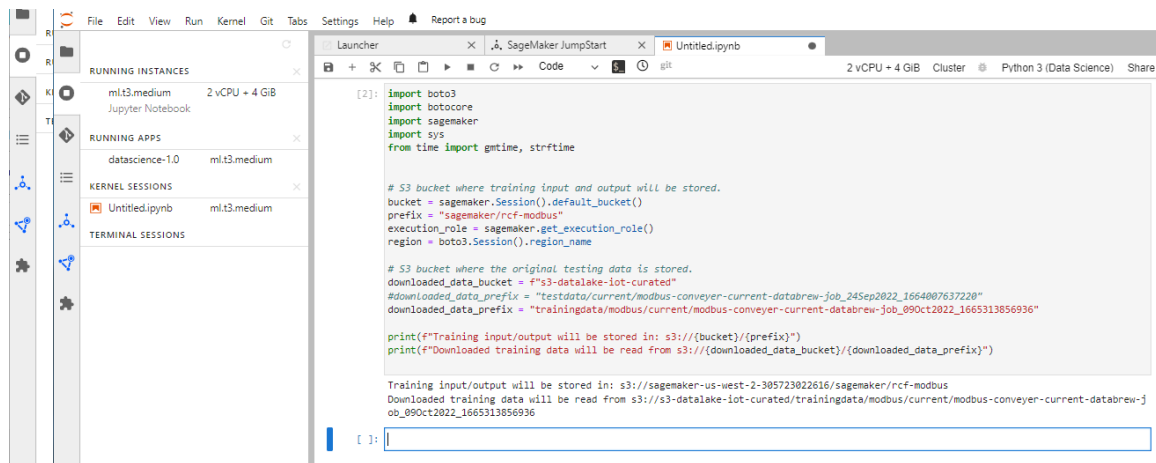 File Edit View Run Kernel Git Tabs Settings Help Report a bug
RUNNING INSTANCES
ml.t3.medium 2 vCPU + 4 GiB
Jupyter Notebook
RUNNING APPS
datascience-1.0 ml.t3.medium
KERNEL SESSIONS
Untitled.ipynb ml.t3.medium
TERMINAL SESSIONS
Launcher SageMaker JumpStart Untitled.ipynb
Code git 2 vCPU + 4 GiB Cluster Python 3 (Data Science) Share
[2]: import boto3
import botocore
import sagemaker
import sys
from time import gmtime, strftime
# S3 bucket where training input and output will be stored.
bucket = sagemaker.Session().default_bucket()
prefix = "sagemaker/rcf-modbus"
execution_role = sagemaker.get_execution_role()
region = boto3.Session().region_name
# S3 bucket where the original testing data is stored.
downloaded_data_bucket = f"s3-datalake-iot-curated"
#downloaded_data_prefix = "testdata/current/modbus-conveyer-current-databrew-job_24Sep2022_1664007637220"
downloaded_data_prefix = "trainingdata/modbus/current/modbus-conveyer-current-databrew-job_09Oct2022_1665313856936"
print(f"Training input/output will be stored in: s3://{bucket}/{prefix}")
print(f"Downloaded training data will be read from s3://{downloaded_data_bucket}/{downloaded_data_prefix}")
Training input/output will be stored in: s3://sagemaker-us-west-2-305723022616/sagemaker/rcf-modbus
Downloaded training data will be read from s3://s3-datalake-iot-curated/trainingdata/modbus/current/modbus-conveyer-current-databrew-j
ob_09Oct2022_1665313856936
[ ]: